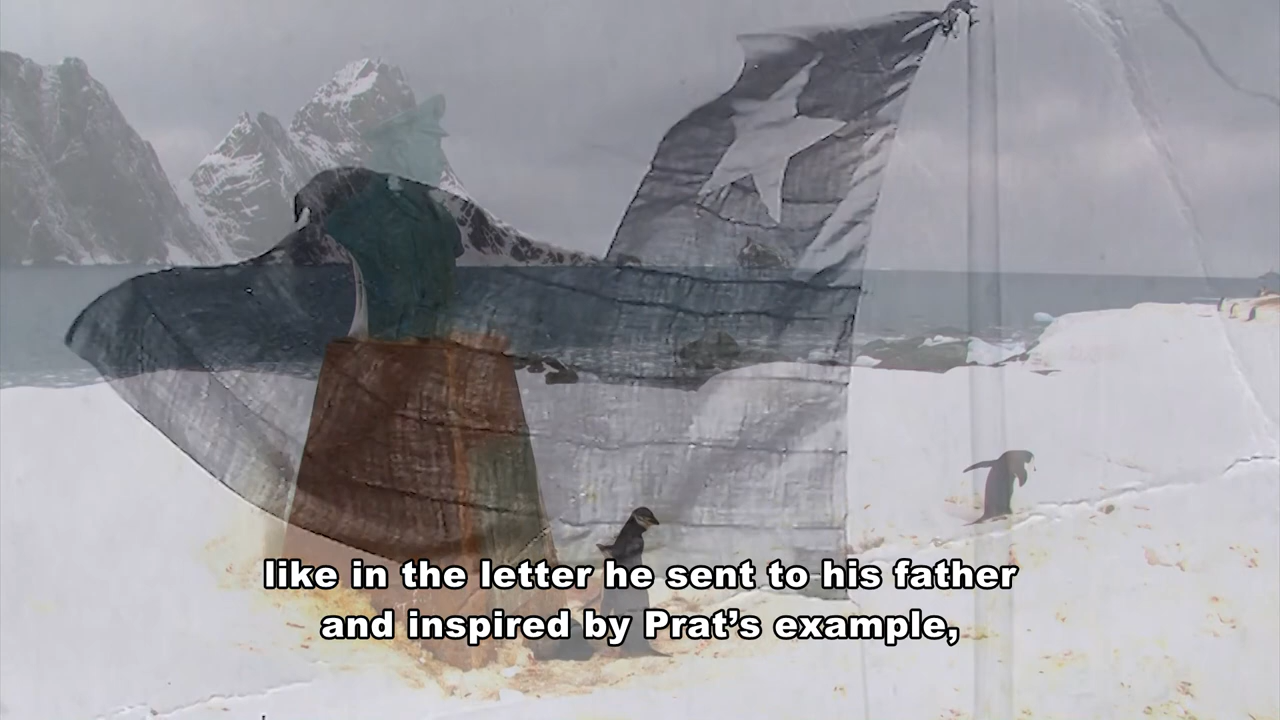 like in the letter he sent to his father
and inspired by Prat’s example,